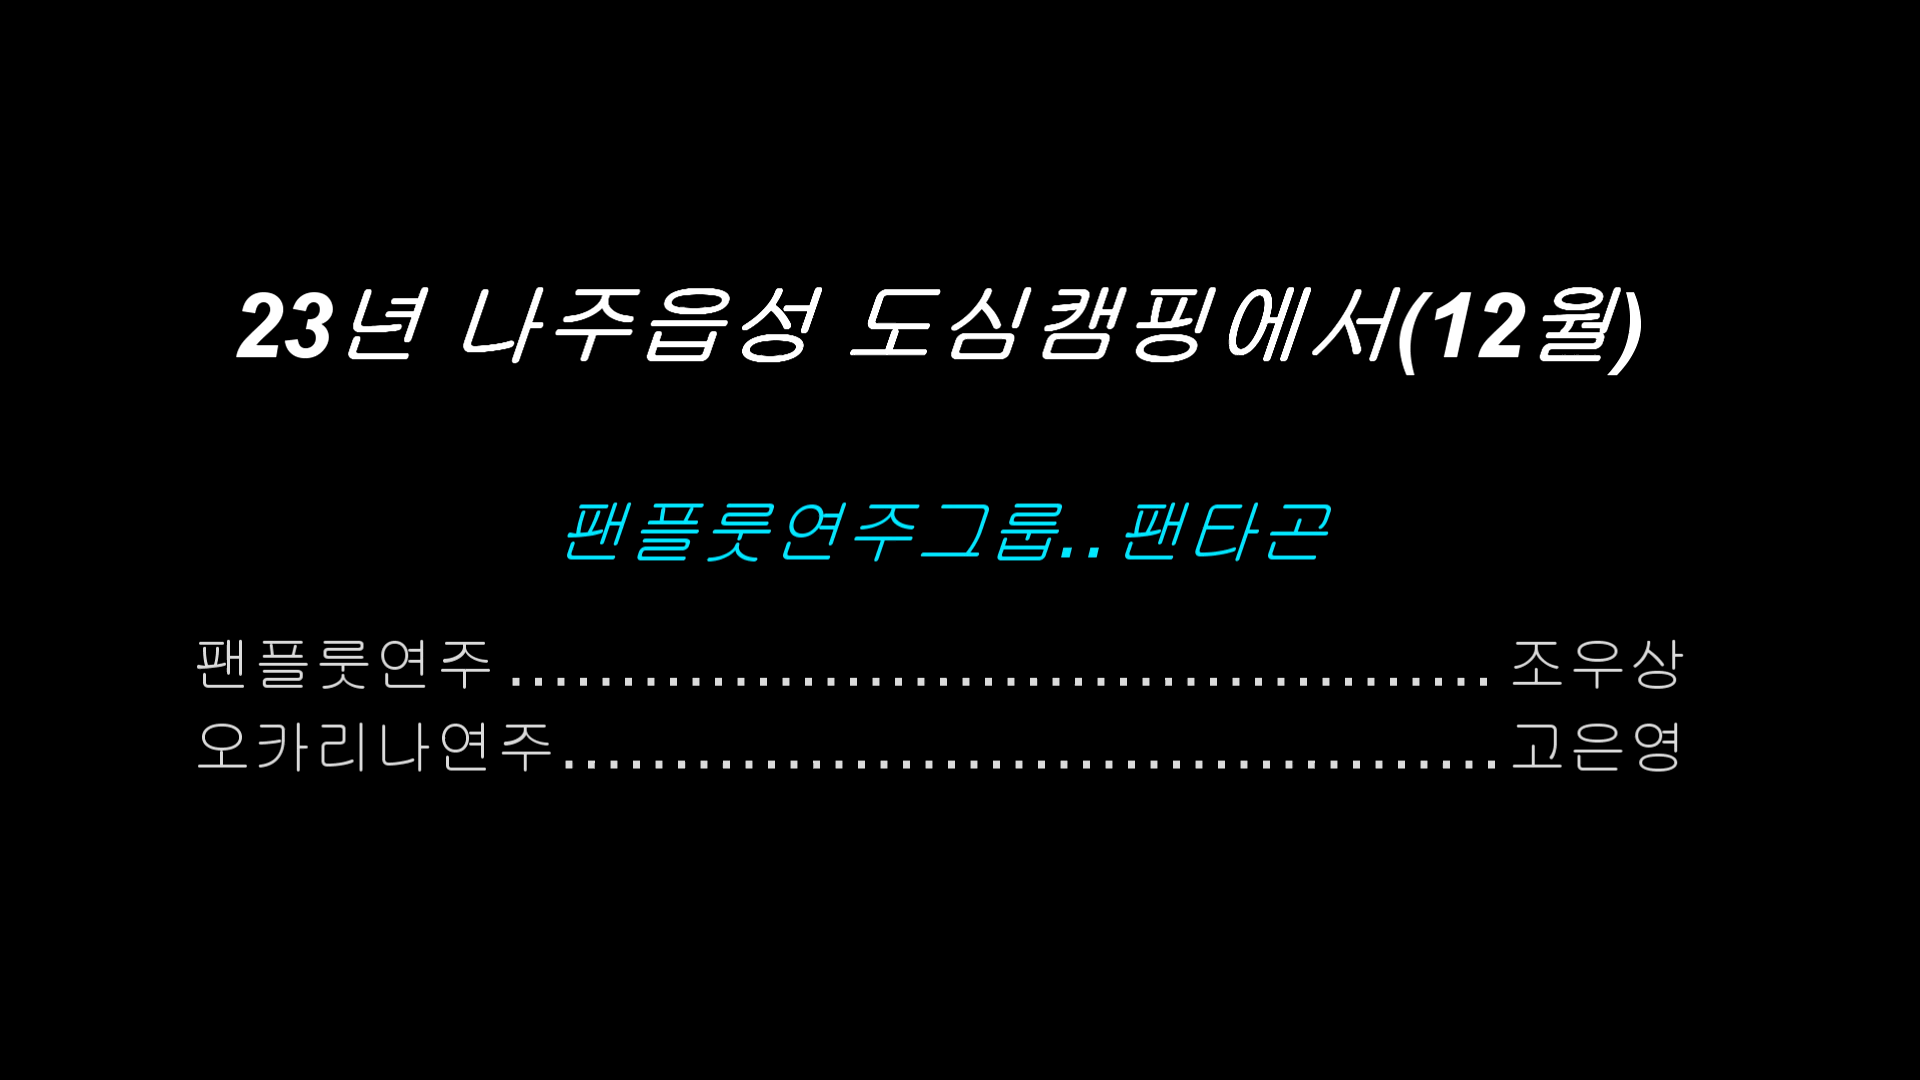 23년 나주읍성 도심캠핑에서(12월)
팬플룻연주그룹..팬타곤
팬플룻연주............................................ 조우상
오카리나연주..........................................고은영